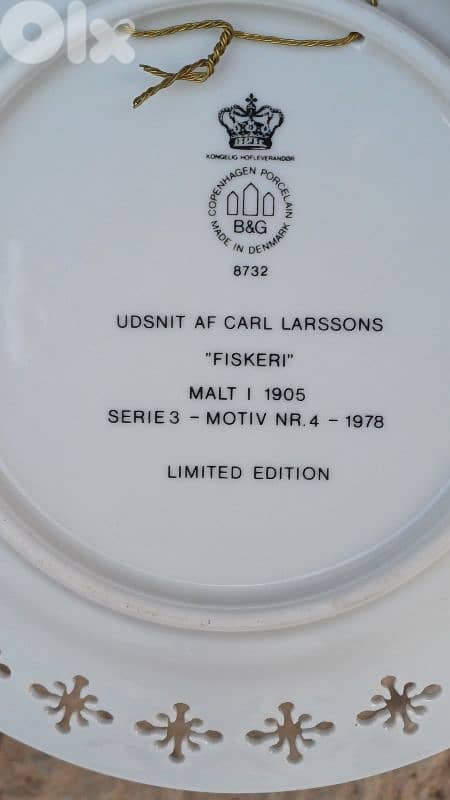 Olx
KONGELIG HOFLEVERANDØR
COPENHAGEN PORCELAIN
B&G
MADE IN DENMARK
8732
UDSNIT AF CARL LARSSONS
"FISKERI"
MALT I 1905
SERIE 3 - MOTIV NR. 4 - 1978
LIMITED EDITION